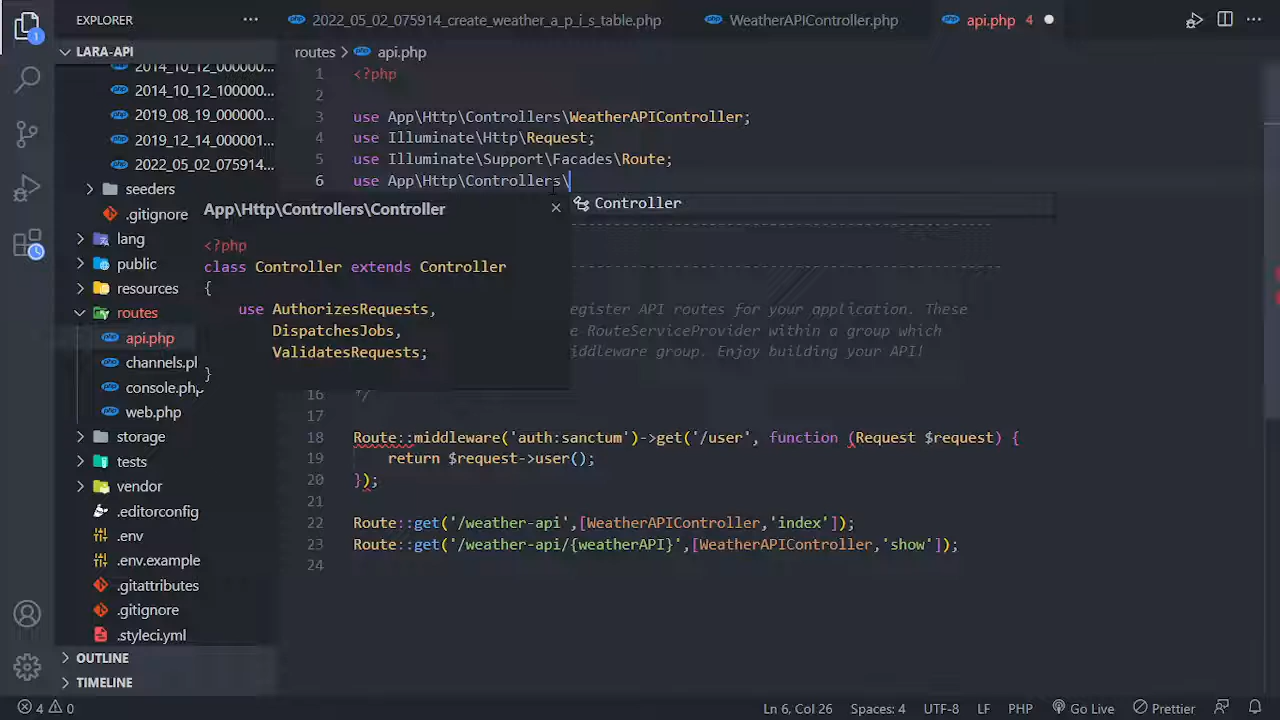 EXPLORER
2022_05_02_075914_create_weather_a_p_i_s_table.php
WeatherAPIController.php
api.php 4
1
LARA-API
2014_10_12_000000...
2014_10_12_100000...
2019_08_19_000000...
2019_12_14_000001...
2022_05_02_075914...
seeders
.gitignore
lang
public
resources
routes
api.php
channels.p
console.php
web.php
storage
tests
vendor
.editorconfig
.env
.env.example
.gitattributes
.gitignore
.styleci.yml
OUTLINE
TIMELINE
routes > api.php
1 <?php
2
3 use App\Http\Controllers\WeatherAPIController;
4 use Illuminate\Http\Request;
5 use Illuminate\Support\Facades\Route;
6 use App\Http\Controllers\
Controller
App\Http\Controllers\Controller
<?php
class Controller extends Controller
{
use AuthorizesRequests,
DispatchesJobs,
ValidatesRequests;
}
--------------------------------------------------------------------------
--------------------------------------------------------------------------
egister API routes for your application. These
e RouteServiceProvider within a group which
iddleware group. Enjoy building your API!
16 */
17
18 Route::middleware('auth:sanctum')->get('/user', function (Request $request) {
19 return $request->user();
20 });
21
22 Route::get('/weather-api',[WeatherAPIController,'index']);
23 Route::get('/weather-api/{weatherAPI}',[WeatherAPIController,'show']);
24
4 0
Ln 6, Col 26 Spaces: 4 UTF-8 LF PHP Go Live Prettier